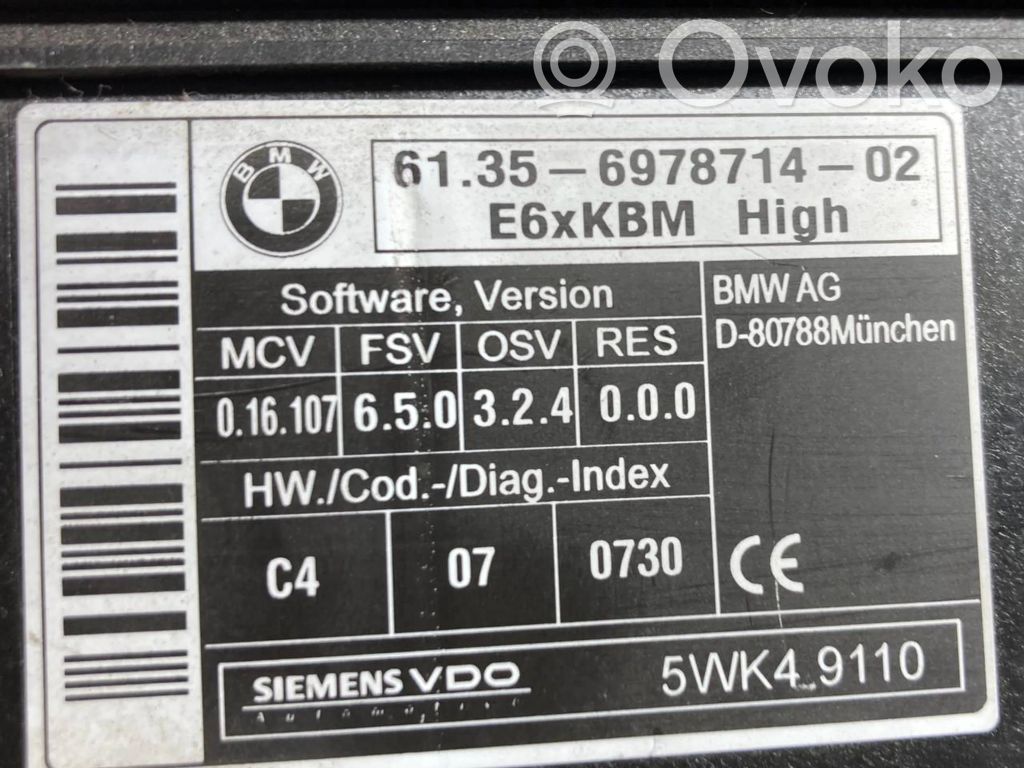 Ovoko
BMW
61.35-6978714-02
E6xKBM High
Software, Version
MCV FSV OSV RES
0.16.107 6.5.0 3.2.4 0.0.0
HW./Cod.-/Diag.-Index
C4 07 0730
BMW AG
D-80788München
CE
SIEMENS VDO
Automotive
5WK4 9110